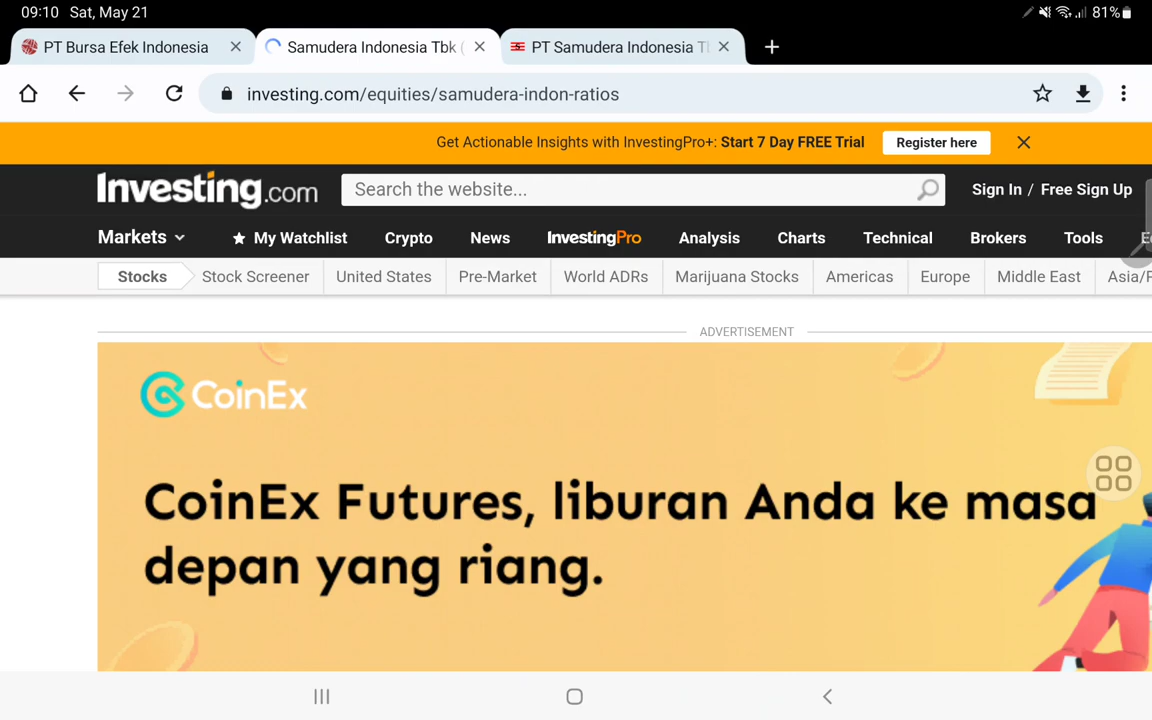 09:10 Sat, May 21
81%
PT Bursa Efek Indonesia
Samudera Indonesia Tbk (
PT Samudera Indonesia T
investing.com/equities/samudera-indon-ratios
Get Actionable Insights with InvestingPro+: Start 7 Day FREE Trial
Register here
Investing.com
Search the website...
Sign In / Free Sign Up
Markets
My Watchlist
Crypto
News
InvestingPro
Analysis
Charts
Technical
Brokers
Tools
Stocks
Stock Screener
United States
Pre-Market
World ADRs
Marijuana Stocks
Americas
Europe
Middle East
Asia/
ADVERTISEMENT
CoinEx
CoinEx Futures, liburan Anda ke masa
depan yang riang.